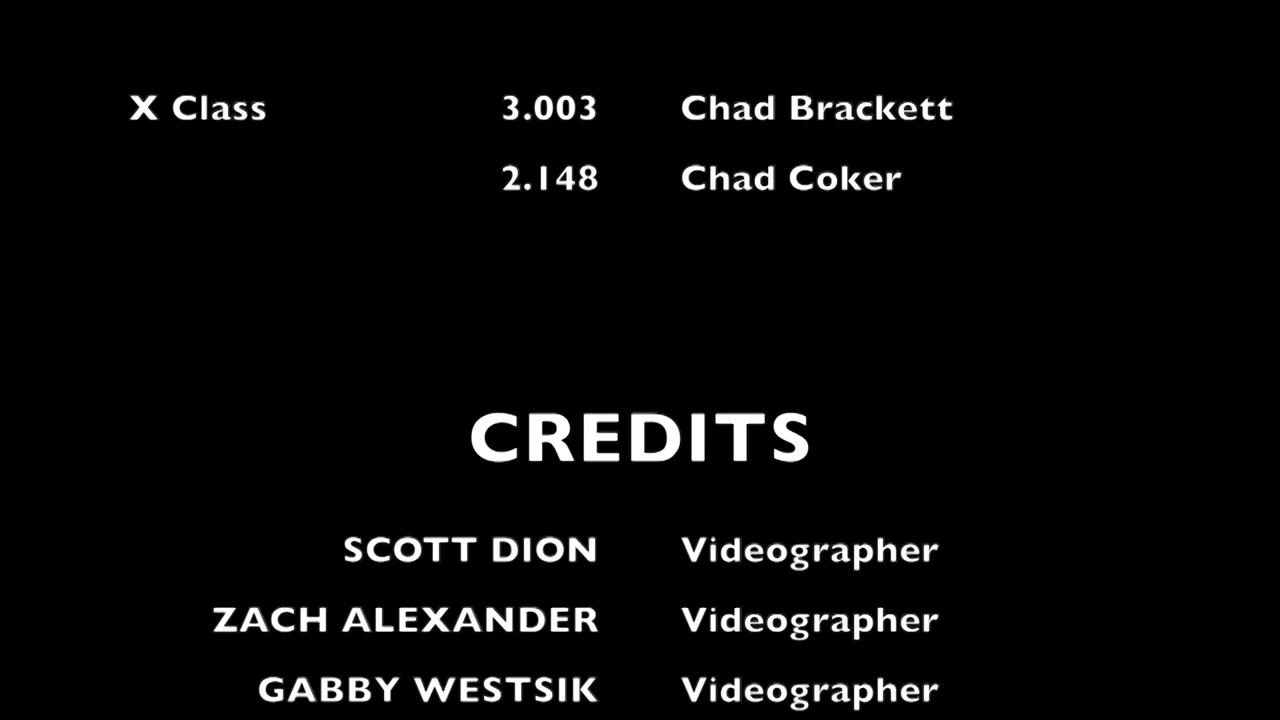 X Class 3.003 Chad Brackett
2.148 Chad Coker
CREDITS
SCOTT DION Videographer
ZACH ALEXANDER Videographer
GABBY WESTSIK Videographer